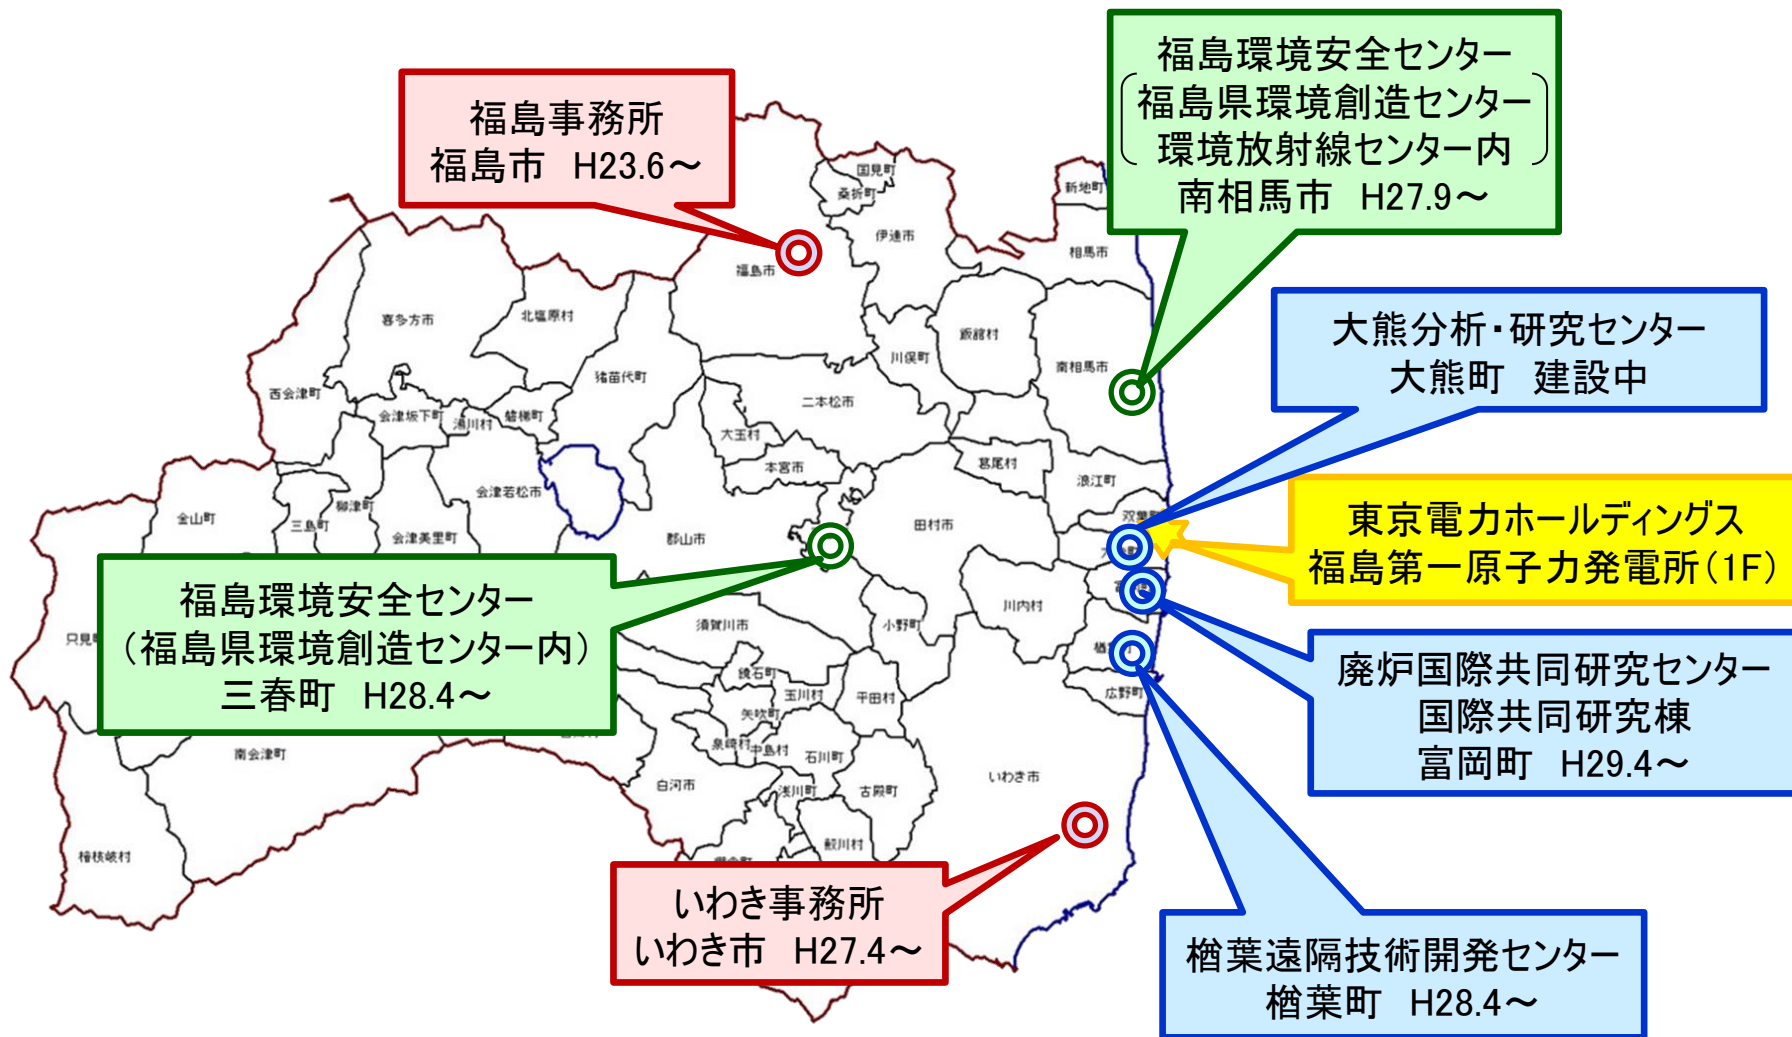 福島環境安全センター
福島県環境創造センター
環境放射線センター内
南相馬市 H27.9～
福島事務所
福島市 H23.6～
大熊分析・研究センター
大熊町 建設中
東京電力ホールディングス
福島第一原子力発電所(1F)
福島環境安全センター
(福島県環境創造センター内)
三春町 H28.4～
廃炉国際共同研究センター
国際共同研究棟
富岡町 H29.4～
いわき事務所
いわき市 H27.4～
楢葉遠隔技術開発センター
楢葉町 H28.4～
国見町
桑折町
新地町
伊達市
相馬市
福島市
喜多方市
北塩原村
猪苗代町
川俣町
飯舘村
南相馬市
西会津町
会津坂下町
湯川村
磐梯町
二本松市
大玉村
本宮市
葛尾村
浪江町
会津若松市
柳津町
金山町
三島町
会津美里町
郡山市
田村市
双葉町
川内村
只見
須賀川市
小野町
鏡石町
玉川村
平田村
広野町
矢吹町
泉崎村
中島村
石川町
南会津町
白河市
浅川町
古殿町
いわき市
鮫川村
檜枝岐村